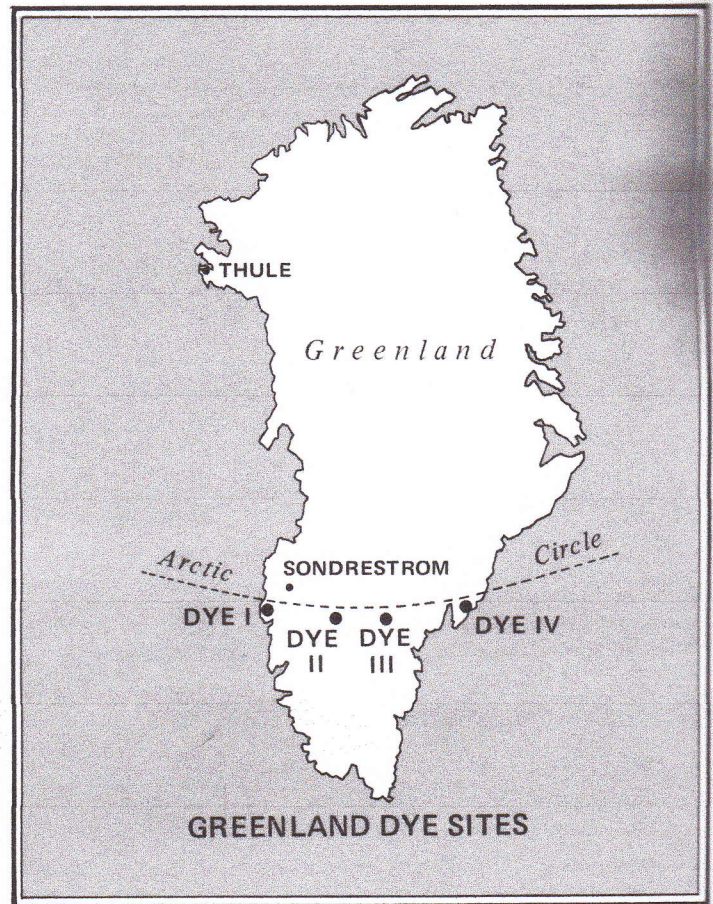 THULE
Greenland
Arctic Circle
SONDRESTROM
DYE I
DYE
II
DYE
III
DYE IV
GREENLAND DYE SITES